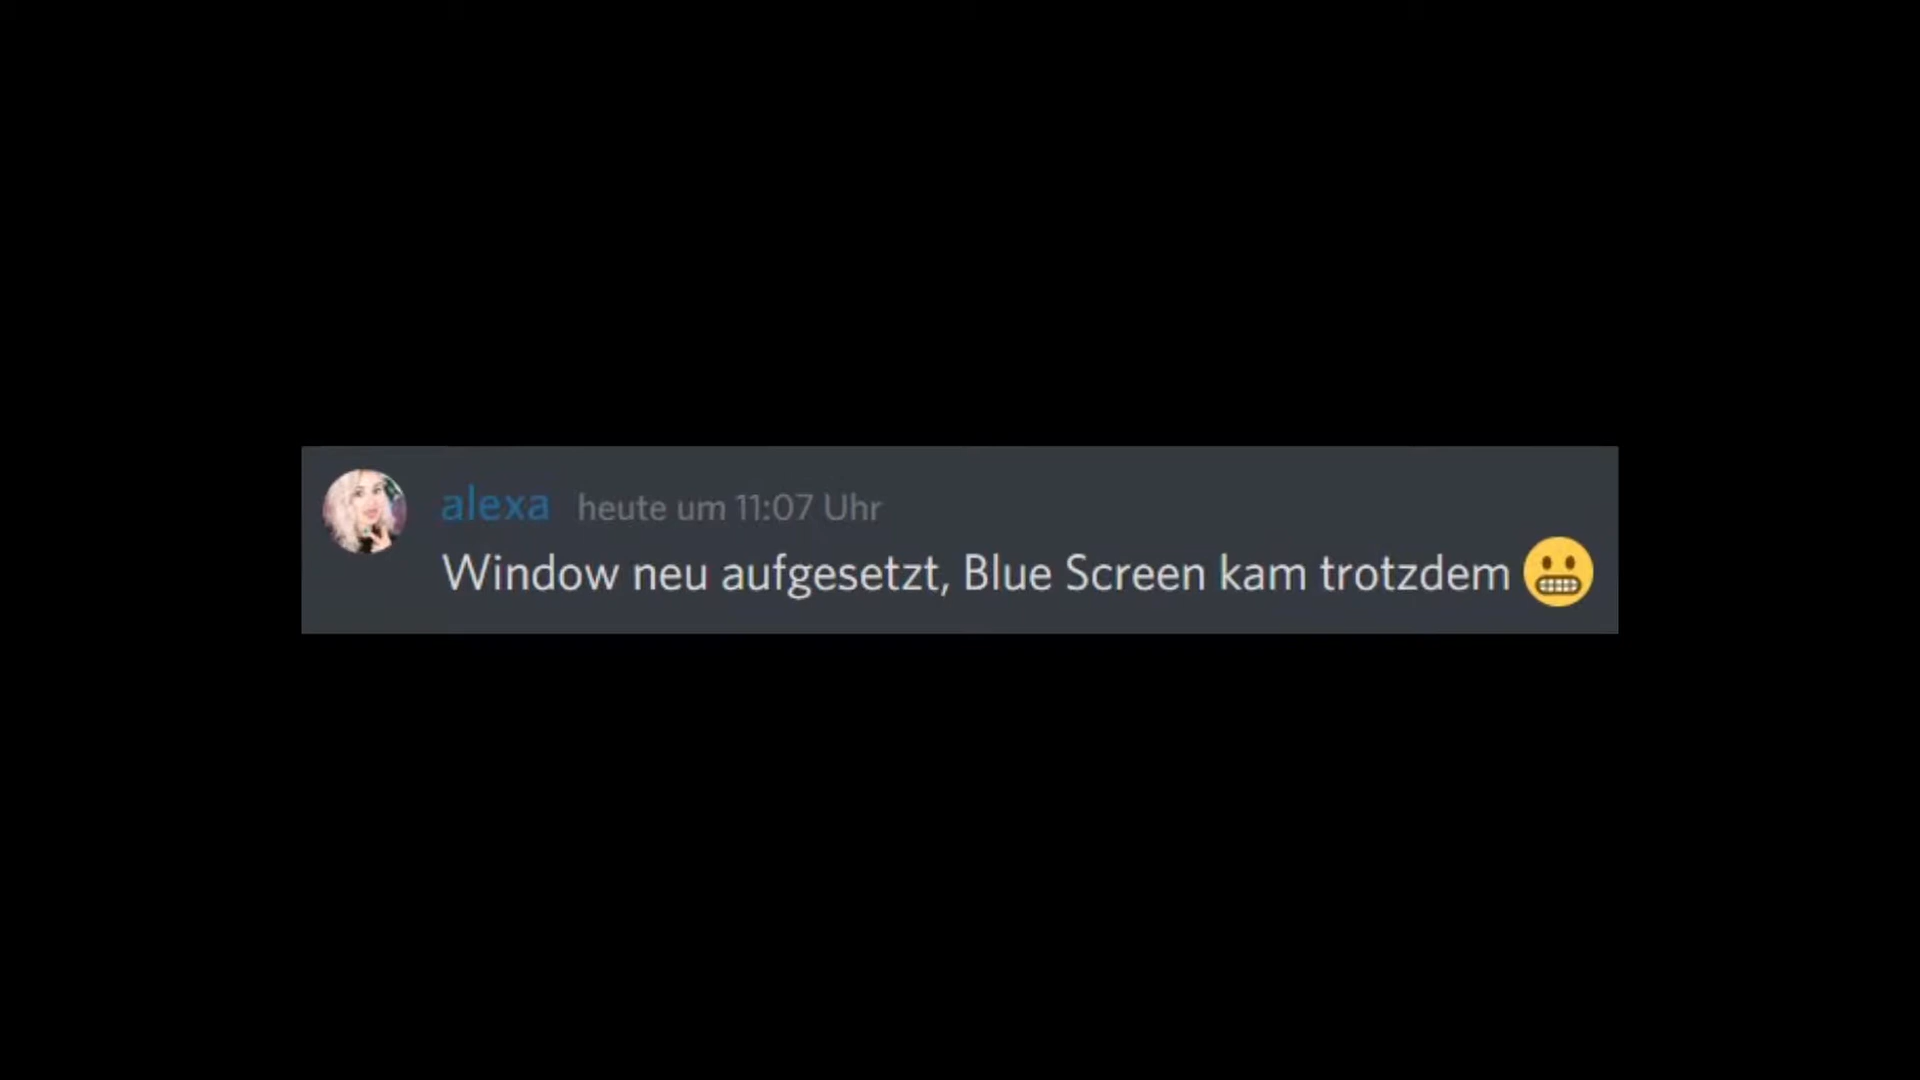 alexa heute um 11:07 Uhr
Window neu aufgesetzt, Blue Screen kam trotzdem 😬